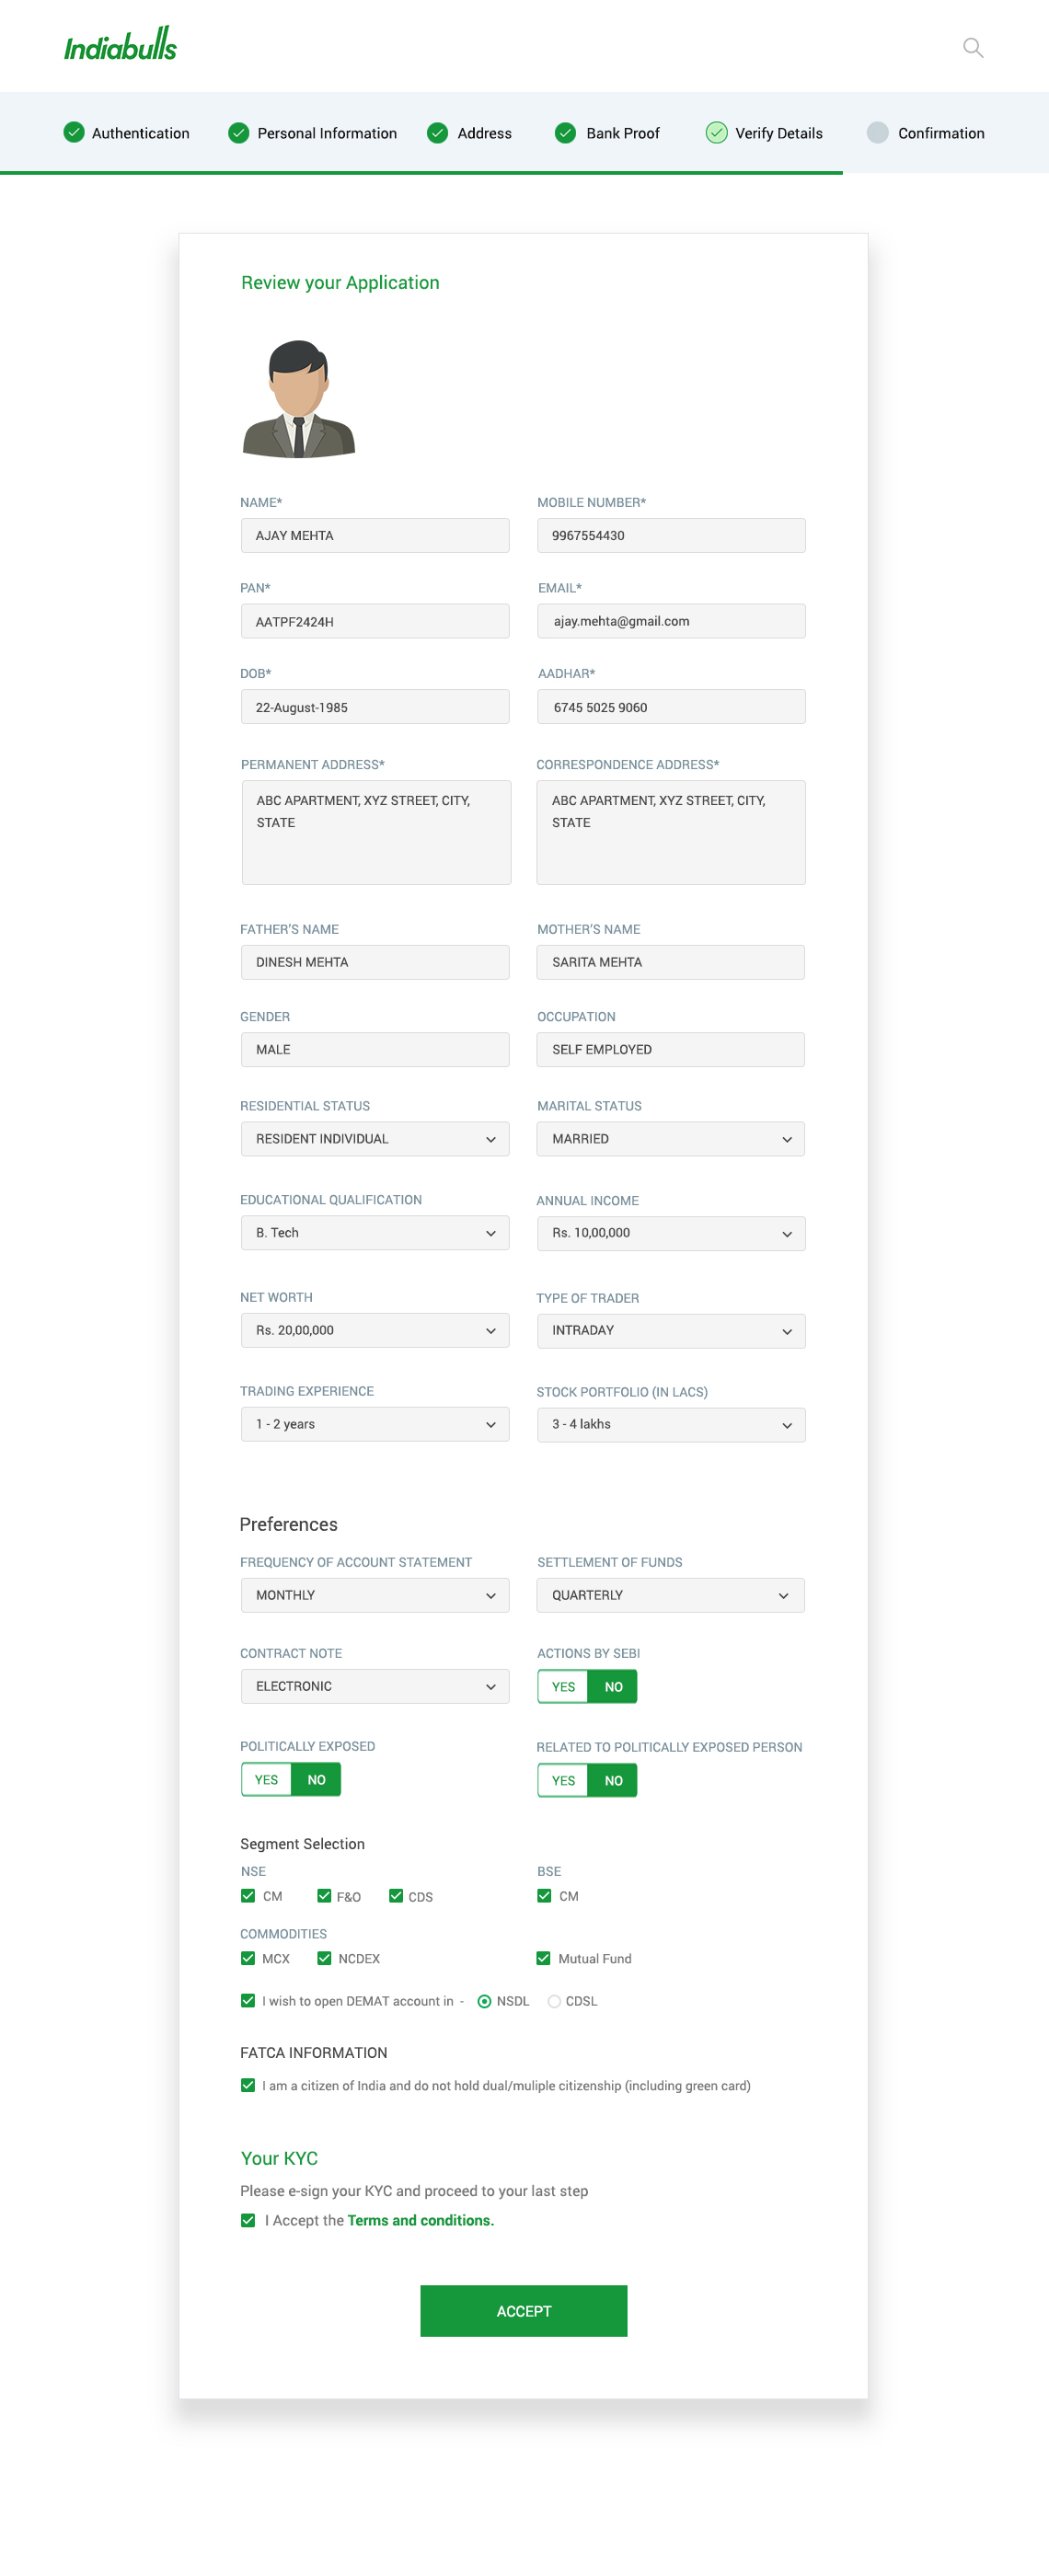 Indiabulls
Authentication Personal Information Address Bank Proof Verify Details Confirmation
Review your Application
NAME* MOBILE NUMBER*
AJAY MEHTA 9967554430
PAN* EMAIL*
AATPF2424H ajay.mehta@gmail.com
DOB* AADHAR*
22-August-1985 6745 5025 9060
PERMANENT ADDRESS* CORRESPONDENCE ADDRESS*
ABC APARTMENT, XYZ STREET, CITY, ABC APARTMENT, XYZ STREET, CITY,
STATE STATE
FATHER'S NAME MOTHER'S NAME
DINESH MEHTA SARITA MEHTA
GENDER OCCUPATION
MALE SELF EMPLOYED
RESIDENTIAL STATUS MARITAL STATUS
RESIDENT INDIVIDUAL MARRIED
EDUCATIONAL QUALIFICATION ANNUAL INCOME
B. Tech Rs. 10,00,000
NET WORTH TYPE OF TRADER
Rs. 20,00,000 INTRADAY
TRADING EXPERIENCE STOCK PORTFOLIO (IN LACS)
1 - 2 years 3 - 4 lakhs
Preferences
FREQUENCY OF ACCOUNT STATEMENT SETTLEMENT OF FUNDS
MONTHLY QUARTERLY
CONTRACT NOTE ACTIONS BY SEBI
ELECTRONIC YES NO
POLITICALLY EXPOSED RELATED TO POLITICALLY EXPOSED PERSON
YES NO YES NO
Segment Selection
NSE BSE
CM F&O CDS CM
COMMODITIES
MCX NCDEX Mutual Fund
I wish to open DEMAT account in - NSDL CDSL
FATCA INFORMATION
I am a citizen of India and do not hold dual/muliple citizenship (including green card)
Your KYC
Please e-sign your KYC and proceed to your last step
I Accept the Terms and conditions.
ACCEPT